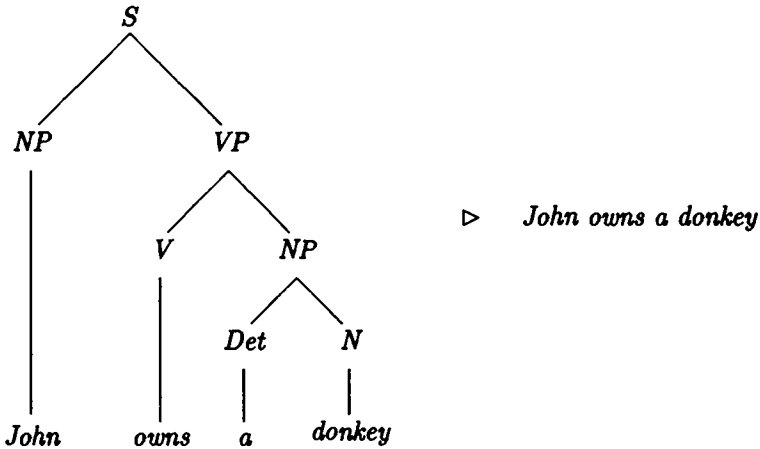 S
NP VP
▷ John owns a donkey
V NP
Det N
John owns a donkey